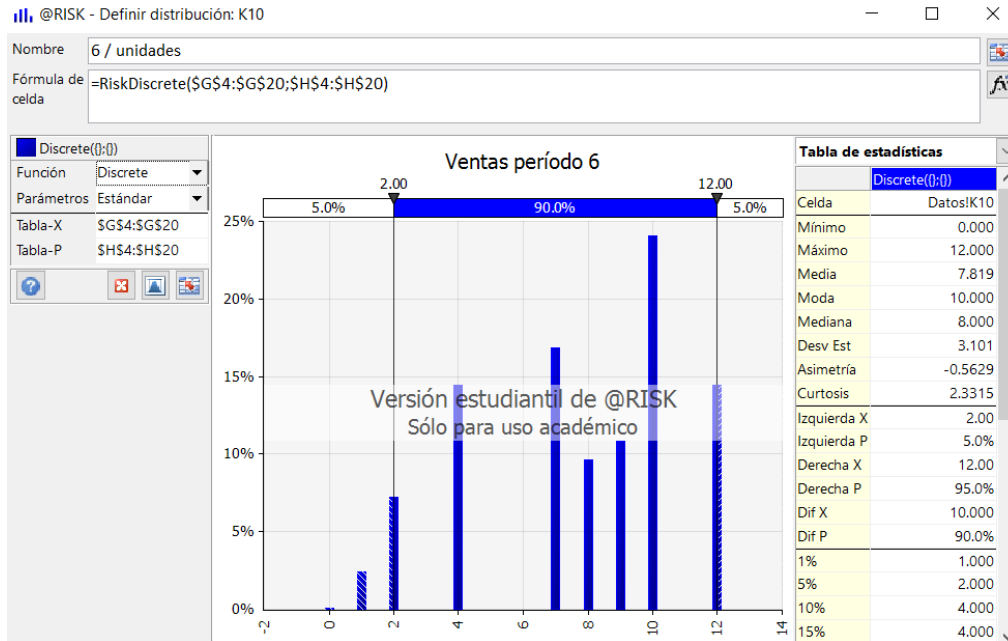 @RISK - Definir distribución: K10
Nombre 6 / unidades
Fórmula de celda =RiskDiscrete($G$4:$G$20;$H$4:$H$20)
Discrete({};{})
Función Discrete
Parámetros Estándar
Tabla-X $G$4:$G$20
Tabla-P $H$4:$H$20
Ventas período 6
2.00 12.00
5.0% 90.0% 5.0%
25%
20%
15%
10%
5%
0%
-2 0 2 4 6 8 10 12 14
Versión estudiantil de @RISK
Sólo para uso académico
Tabla de estadísticas
Discrete({};{})
Celda Datos!K10
Mínimo 0.000
Máximo 12.000
Media 7.819
Moda 10.000
Mediana 8.000
Desv Est 3.101
Asimetría -0.5629
Curtosis 2.3315
Izquierda X 2.00
Izquierda P 5.0%
Derecha X 12.00
Derecha P 95.0%
Dif X 10.000
Dif P 90.0%
1% 1.000
5% 2.000
10% 4.000
15% 4.000